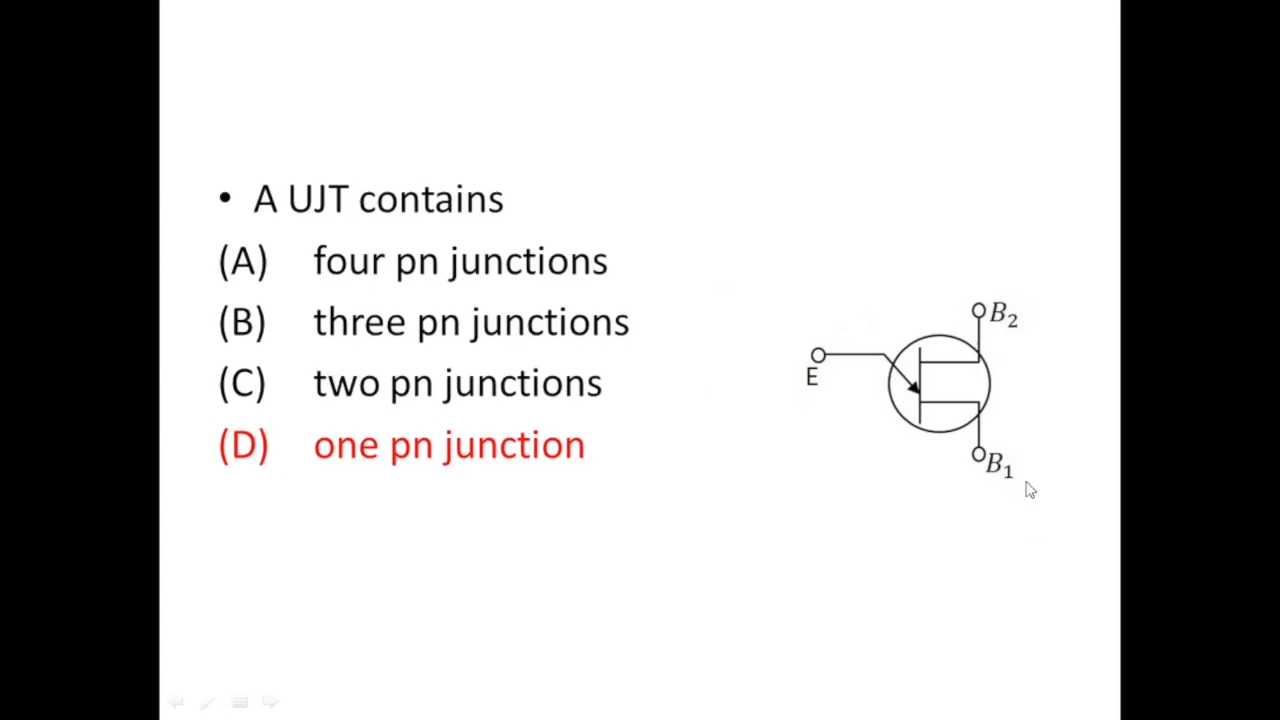 • A UJT contains
(A) four pn junctions
(B) three pn junctions
(C) two pn junctions
(D) one pn junction
B₂
E
B₁